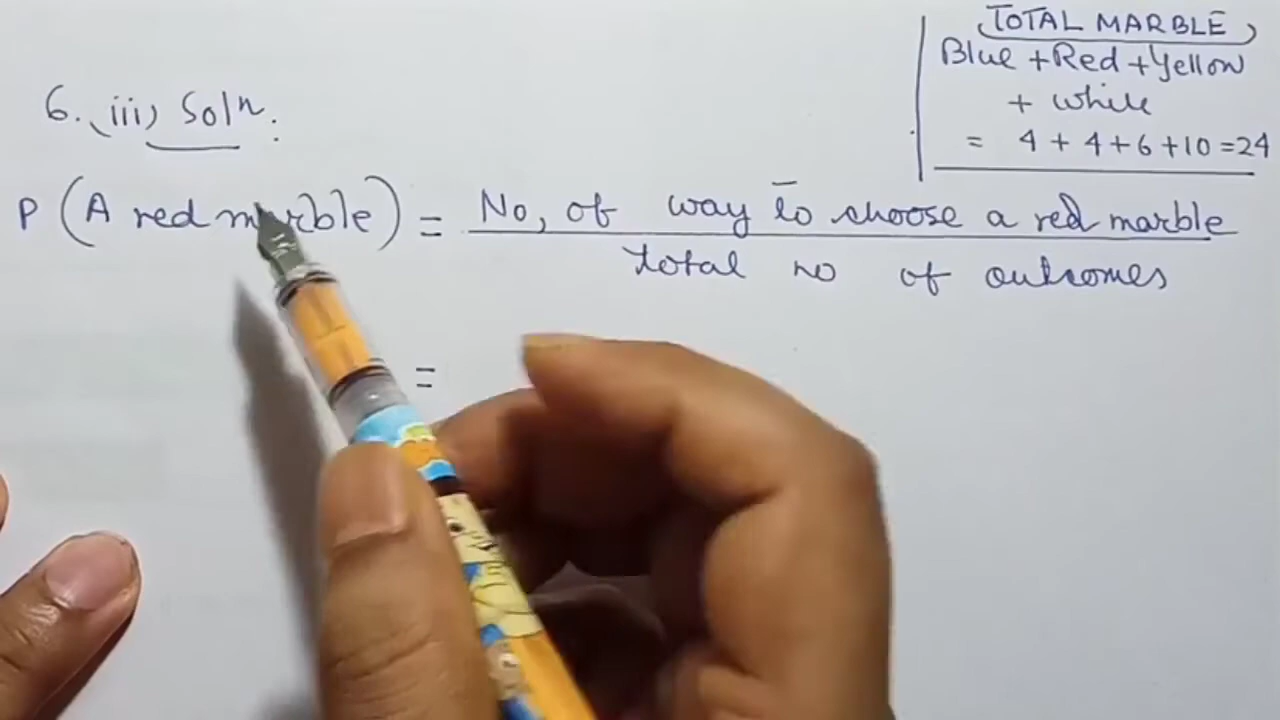 TOTAL MARBLE
Blue + Red + Yellow
+ while
= 4 + 4 + 6 + 10 = 24
6. iii) Solⁿ.
P (A red marble) = No, of way to choose a red marble
total no of outcomes
=